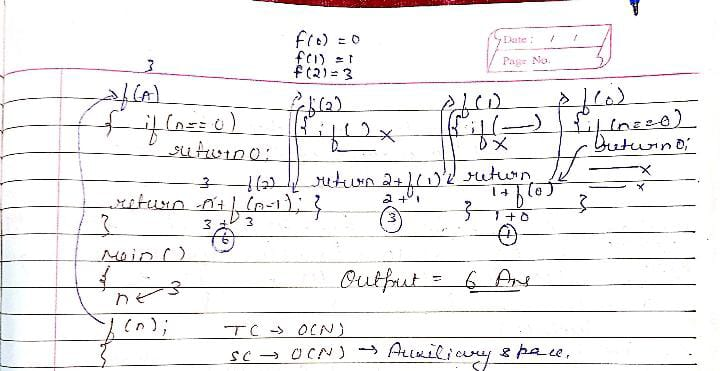 f(0) = 0
f(1) = 1
f(2) = 3
Date : / /
Page No.
3
f(n) f(2) f(1) f(0)
{ if (n==0) { if( ) x { if( ) x { if (n==0)
return 0; return 0;
3 f(2) return 2+f(1) return 1+f(0) x
return n+f(n-1); } 2+1 x
} 3+3 3 } 1+0 }
6 1
main()
{ Output = 6 Ans
n ← 3
f(n); TC → O(N)
} SC → O(N) → Auxiliary space.